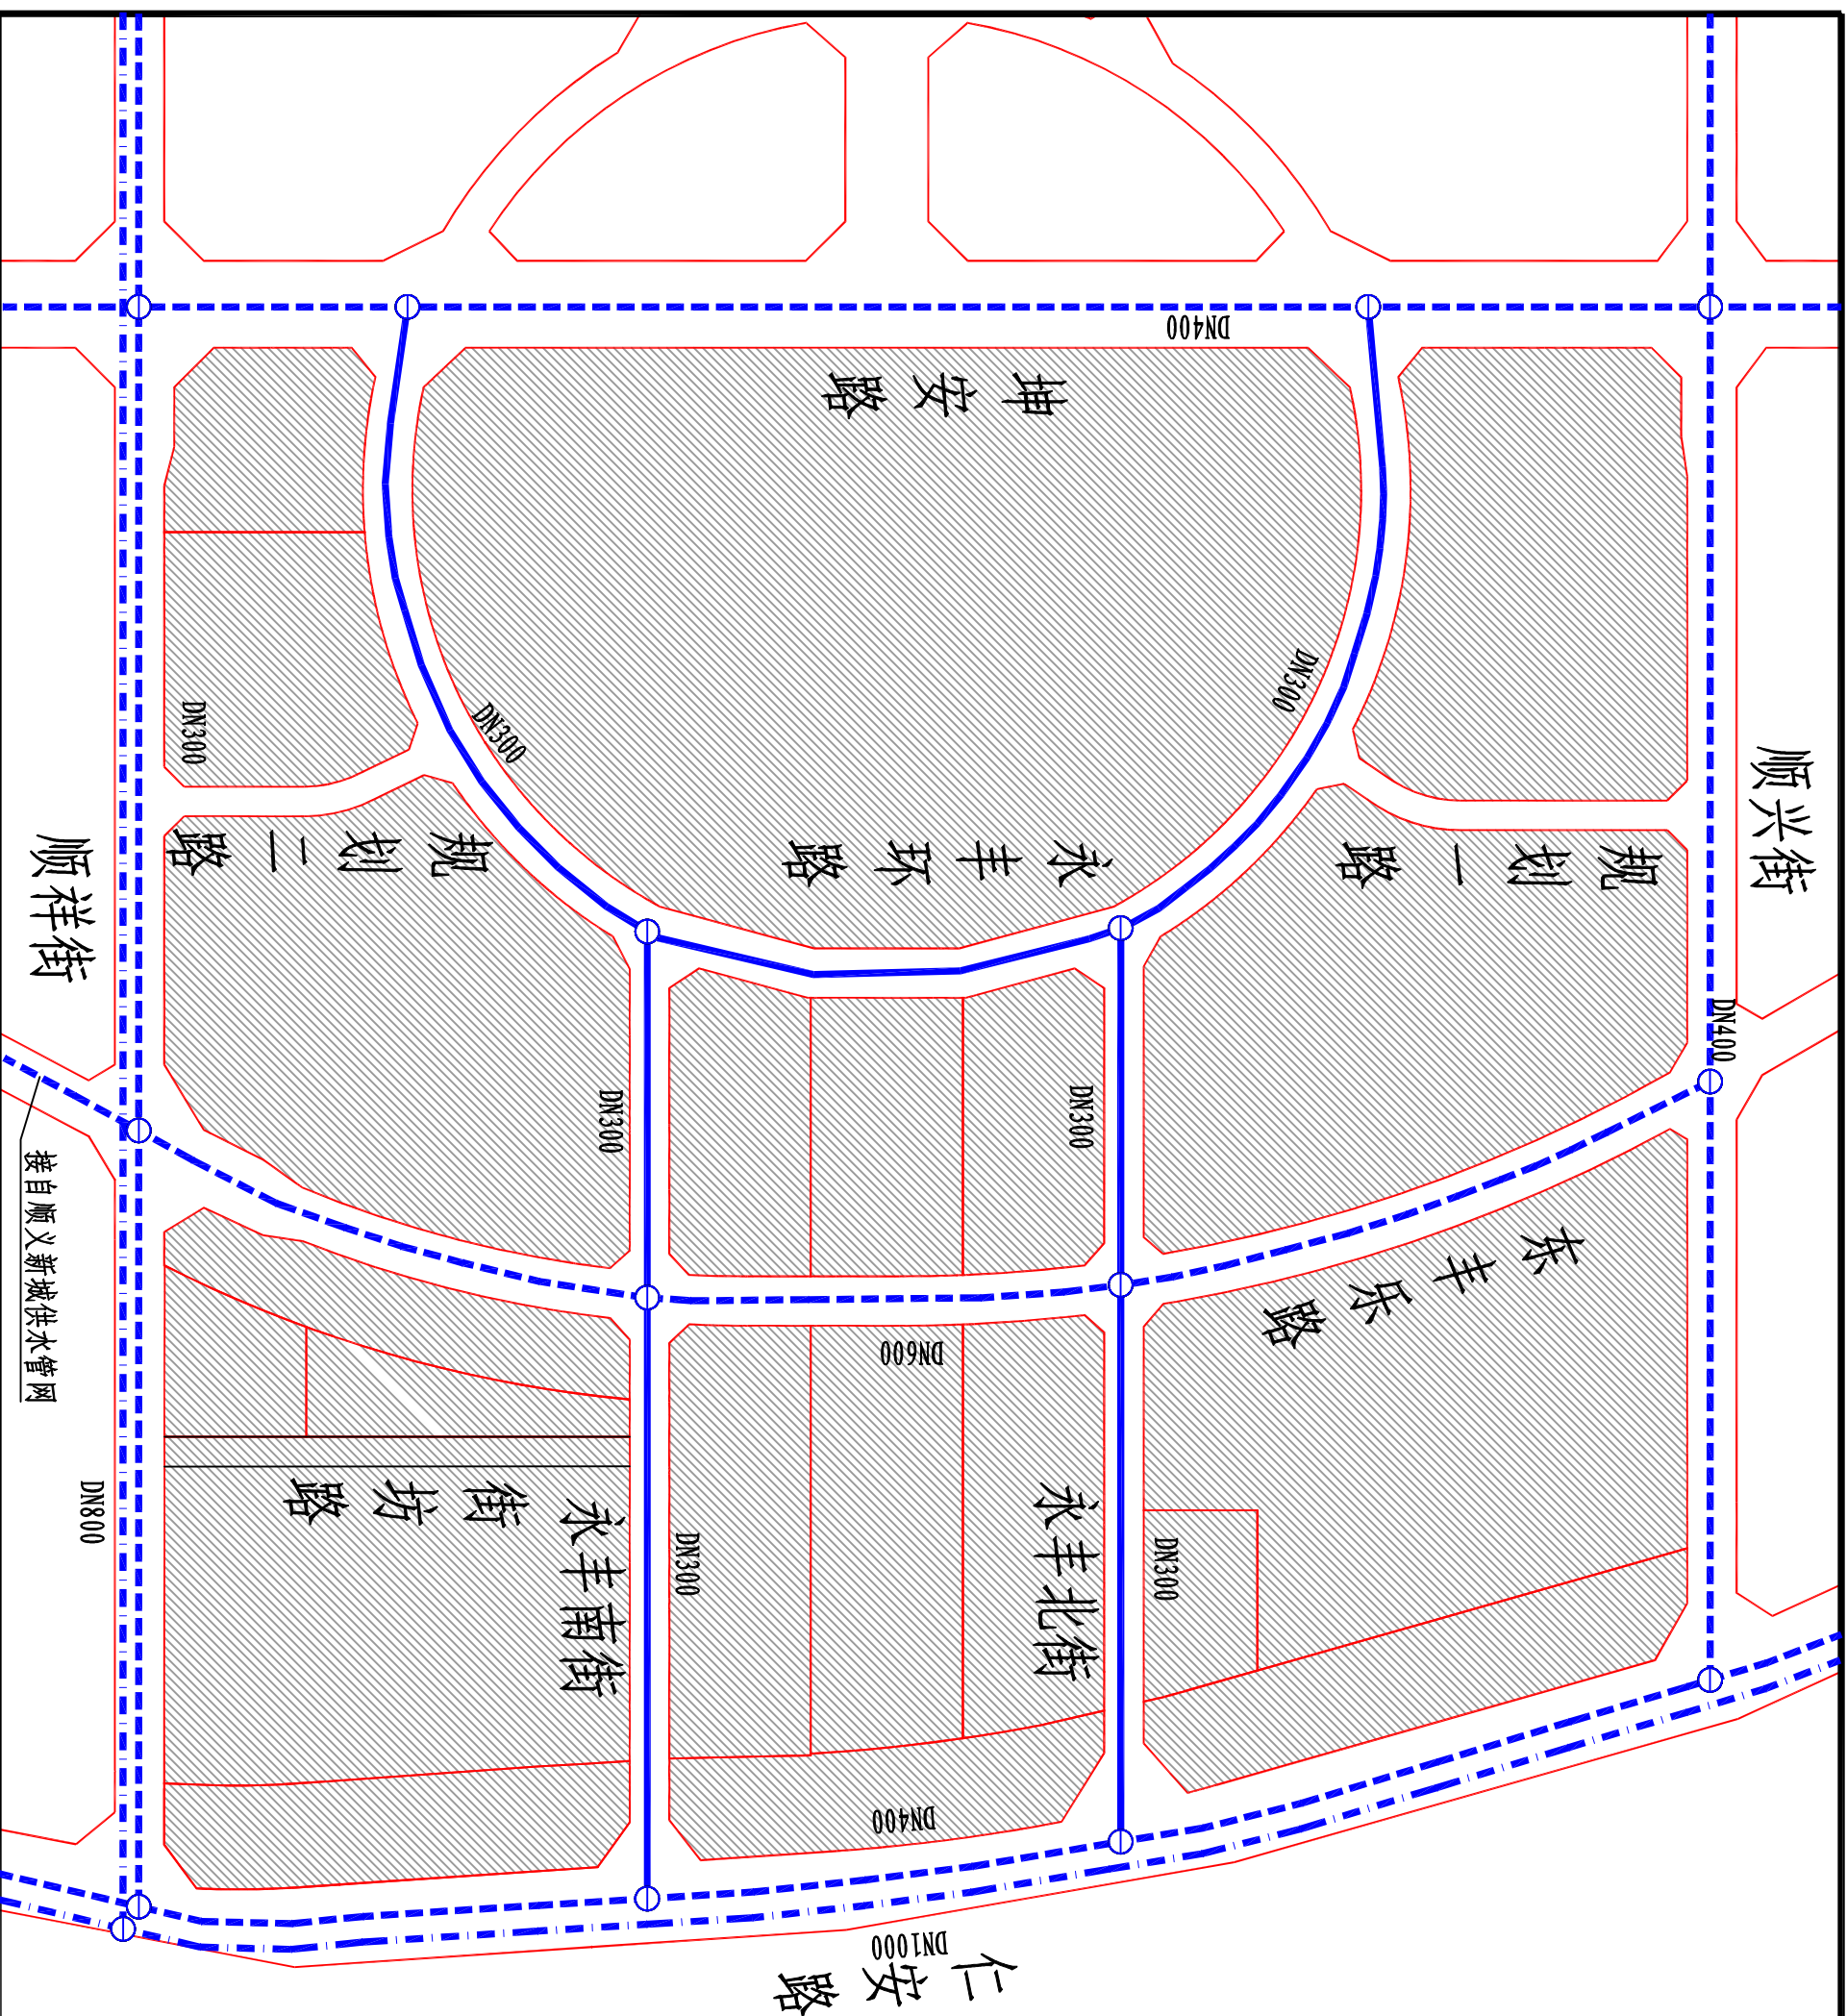 DN400
坤安路
DN300
DN300
DN300
顺兴街
顺祥街
规划二路
永丰环路
规划一路
DN400
DN300
DN300
接自顺义新城供水管网
东丰乐路
DN600
DN800
街坊路
永丰南街
DN300
永丰北街
DN300
DN400
DN1000
仁安路